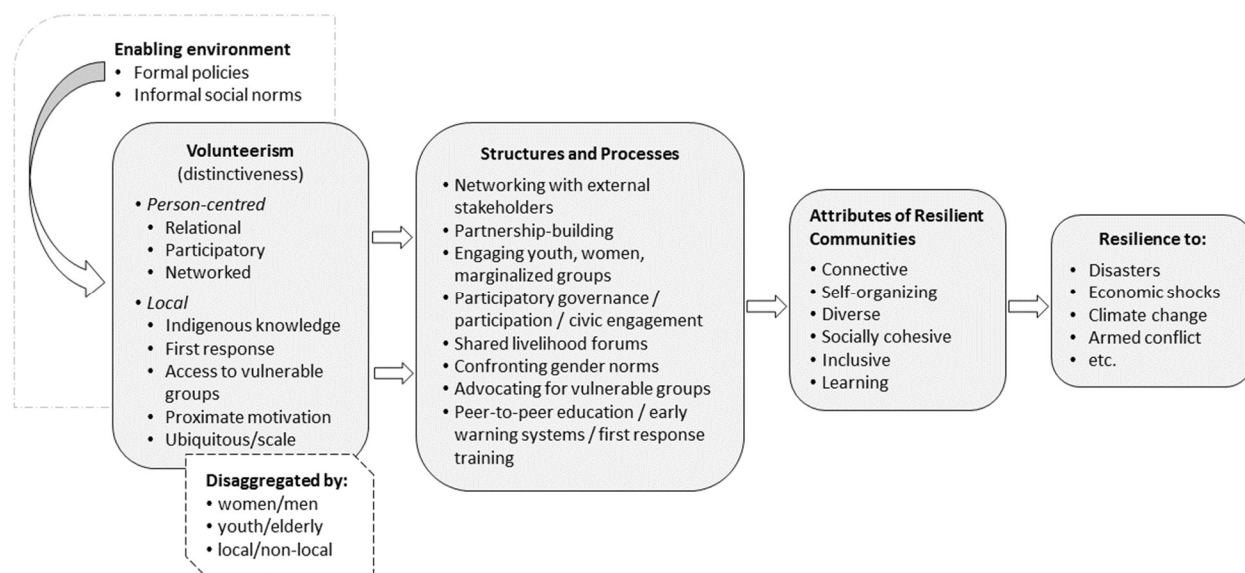 Enabling environment
• Formal policies
• Informal social norms
Volunteerism
(distinctiveness)
• Person-centred
• Relational
• Participatory
• Networked
• Local
• Indigenous knowledge
• First response
• Access to vulnerable
groups
• Proximate motivation
• Ubiquitous/scale
Disaggregated by:
• women/men
• youth/elderly
• local/non-local
Structures and Processes
• Networking with external
stakeholders
• Partnership-building
• Engaging youth, women,
marginalized groups
• Participatory governance /
participation / civic engagement
• Shared livelihood forums
• Confronting gender norms
• Advocating for vulnerable groups
• Peer-to-peer education / early
warning systems / first response
training
Attributes of Resilient
Communities
• Connective
• Self-organizing
• Diverse
• Socially cohesive
• Inclusive
• Learning
Resilience to:
• Disasters
• Economic shocks
• Climate change
• Armed conflict
• etc.